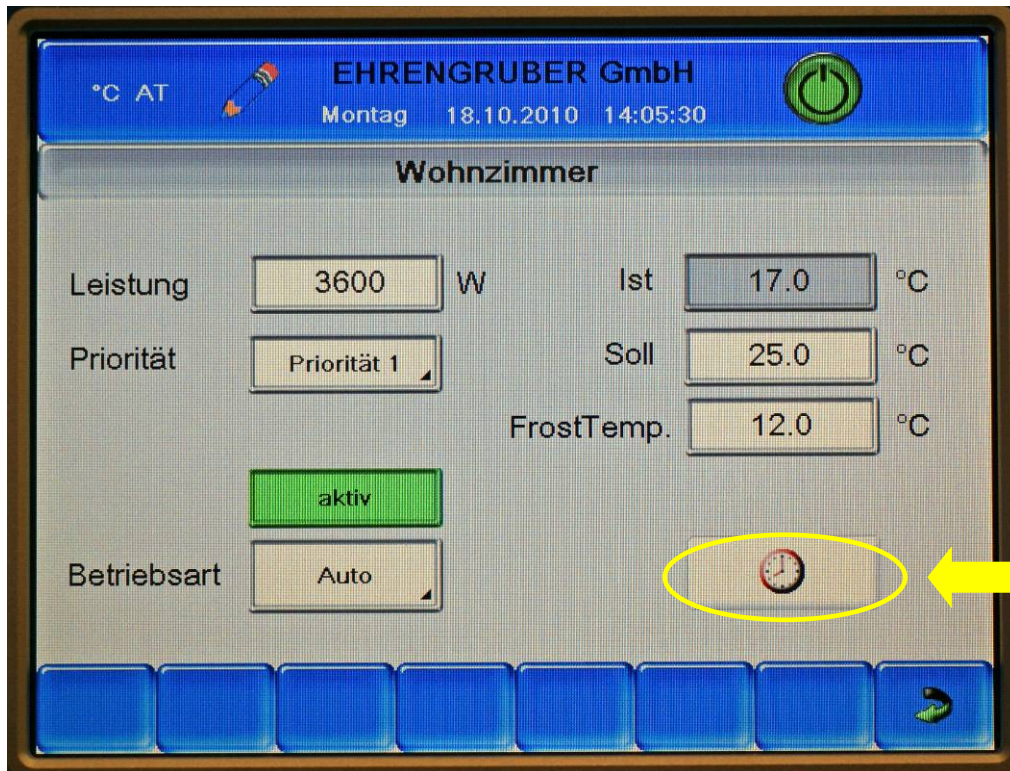 °C AT
EHRENGRUBER GmbH
Montag 18.10.2010 14:05:30
Wohnzimmer
Leistung 3600 W
Ist 17.0 °C
Priorität Priorität 1
Soll 25.0 °C
FrostTemp. 12.0 °C
aktiv
Betriebsart Auto